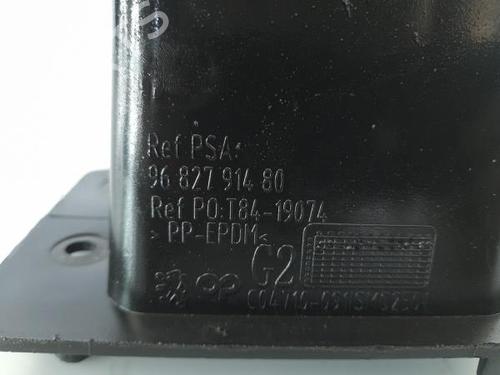 Ref PSA:
96 827 914 80
Ref PO:T84-19074
>PP-EPDM<
G2